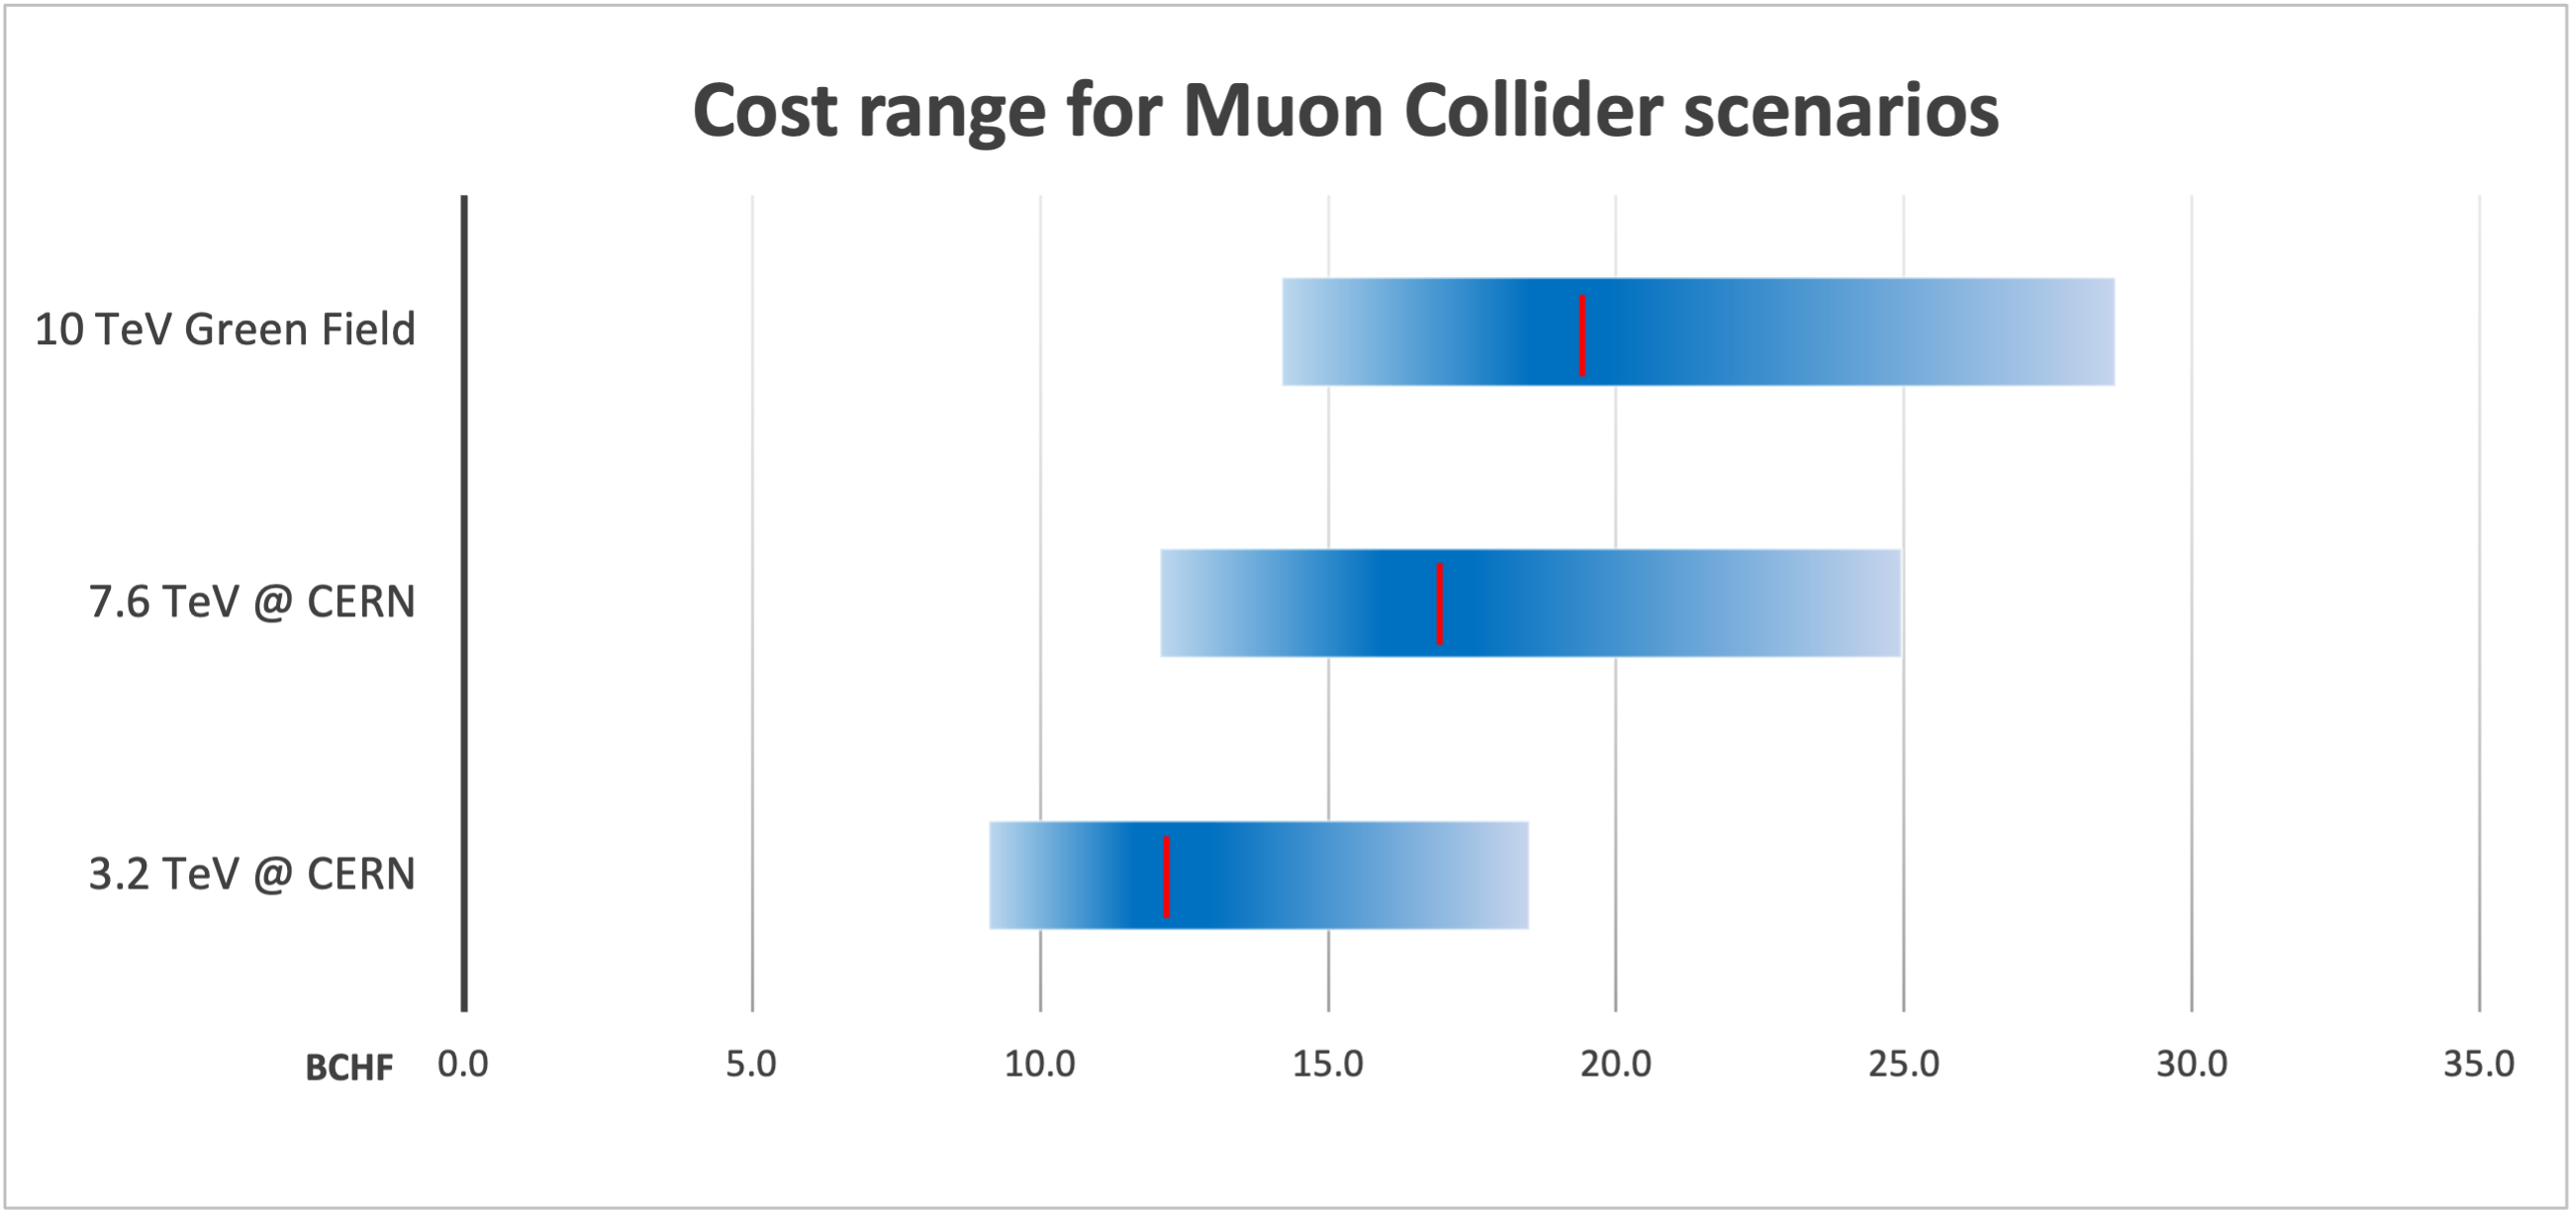 Cost range for Muon Collider scenarios
10 TeV Green Field
7.6 TeV @ CERN
3.2 TeV @ CERN
BCHF 0.0 5.0 10.0 15.0 20.0 25.0 30.0 35.0